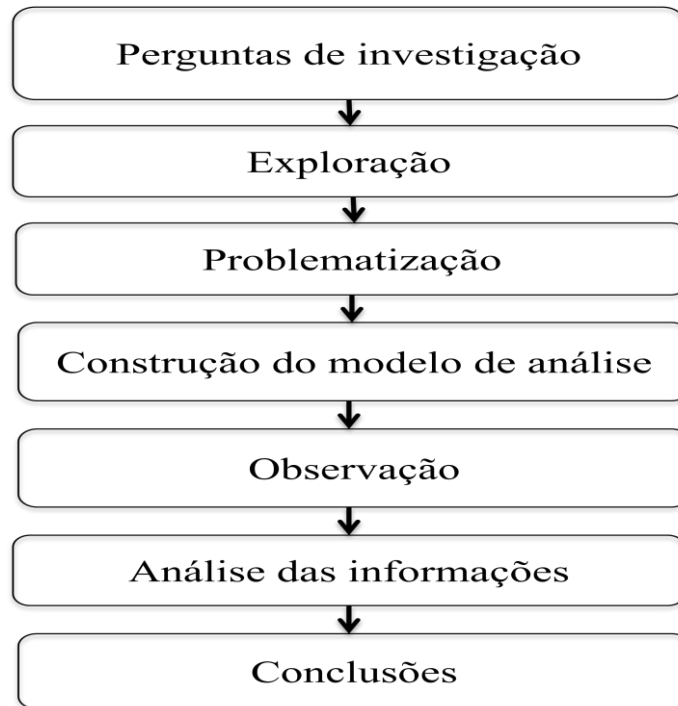 Perguntas de investigação
Exploração
Problematização
Construção do modelo de análise
Observação
Análise das informações
Conclusões